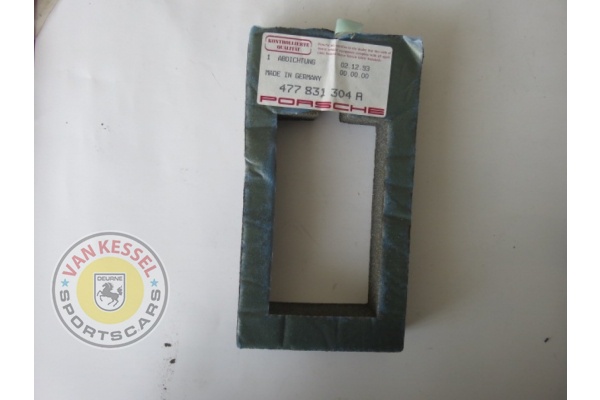 KONTROLLIERTE
QUALITÄT
1 ABDICHTUNG 02.12.93
MADE IN GERMANY 00 00.00
477 831 304 A
PORSCHE
VAN KESSEL
DEURNE
SPORTSCARS